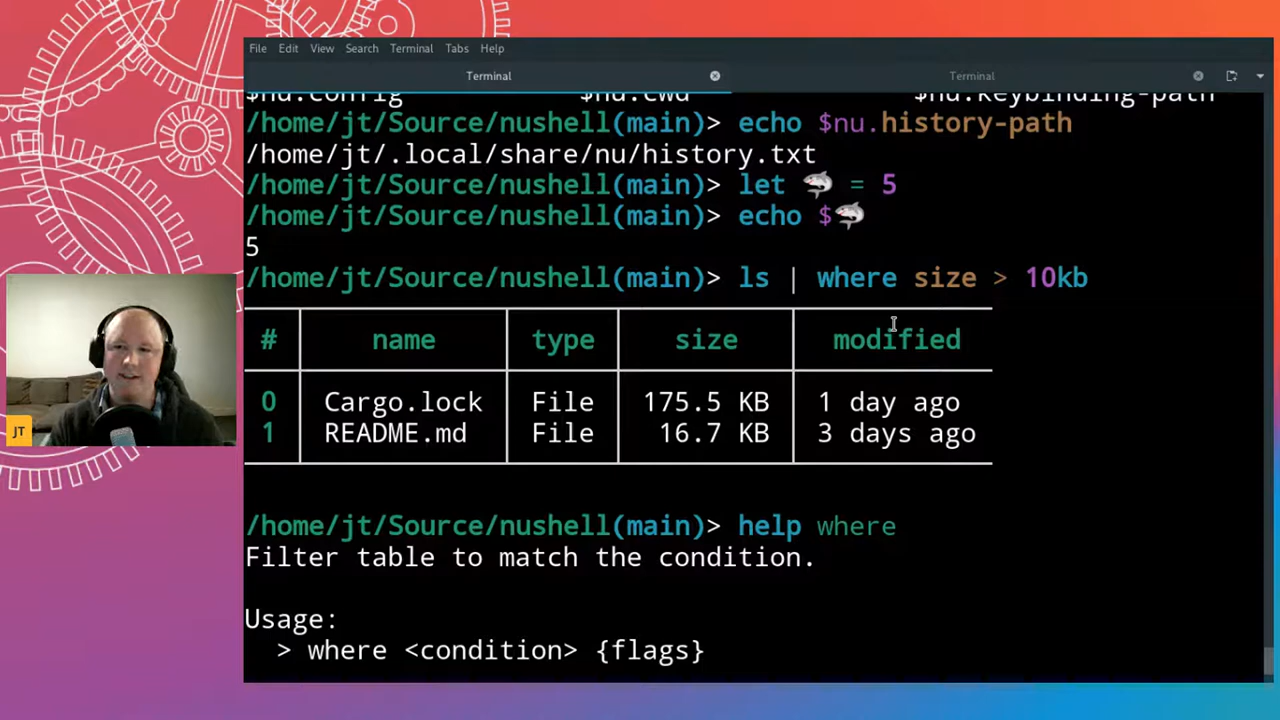 File Edit View Search Terminal Tabs Help
Terminal Terminal
$nu.config $nu.cwd $nu.keybinding-path
/home/jt/Source/nushell(main)> echo $nu.history-path
/home/jt/.local/share/nu/history.txt
/home/jt/Source/nushell(main)> let 🦈 = 5
/home/jt/Source/nushell(main)> echo $🦈
5
/home/jt/Source/nushell(main)> ls | where size > 10kb
# name type size modified
0 Cargo.lock File 175.5 KB 1 day ago
1 README.md File 16.7 KB 3 days ago
/home/jt/Source/nushell(main)> help where
Filter table to match the condition.
Usage:
> where <condition> {flags}
JT